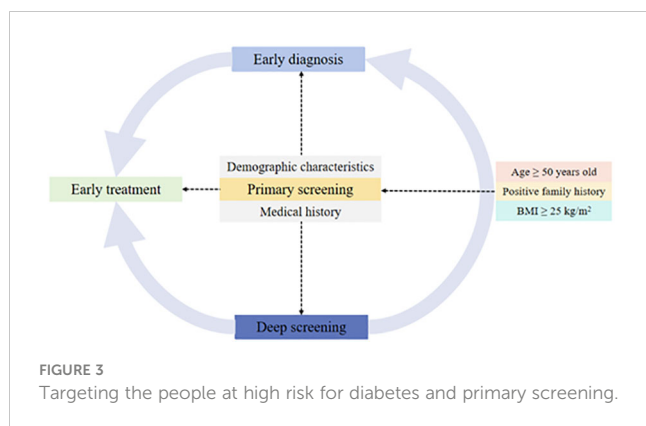 Early diagnosis
Demographic characteristics
Early treatment
Primary screening
Medical history
Age ≥ 50 years old
Positive family history
BMI ≥ 25 kg/m²
Deep screening
FIGURE 3
Targeting the people at high risk for diabetes and primary screening.